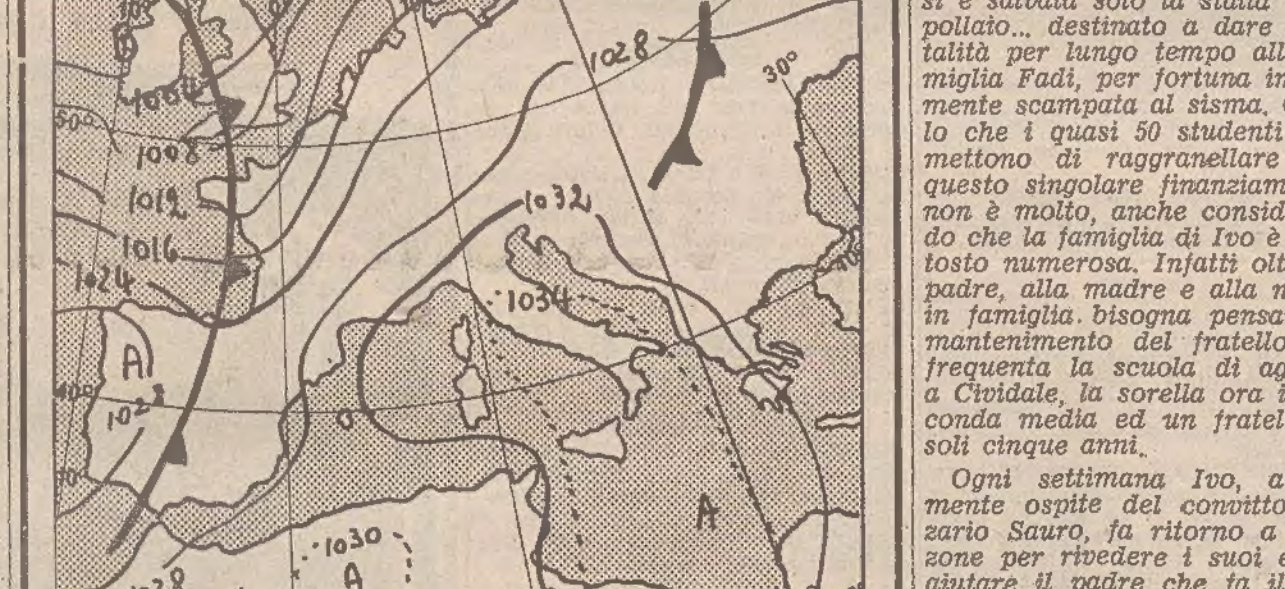 1028
30°
1004
50°
1008
1032
1012
1016
1024
1034
A
40°
1028
0
A
1030
A
1028
si è salvata solo la stalla
pollaio... destinato a dare
talità per lungo tempo all
miglia Fadi, per fortuna in
mente scampata al sisma.
lo che i quasi 50 studenti
mettono di raggranellare
questo singolare finanziam
non è molto, anche consid
do che la famiglia di Ivo è
tosto numerosa. Infatti olt
padre, alla madre e alla n
in famiglia bisogna pensa
mantenimento del fratello
frequenta la scuola di ag
a Cividale, la sorella ora i
conda media ed un fratel
soli cinque anni.
Ogni settimana Ivo, a
mente ospite del convitto
zario Sauro, fa ritorno a
zone per rivedere i suoi e
aiutare il padre che fa il